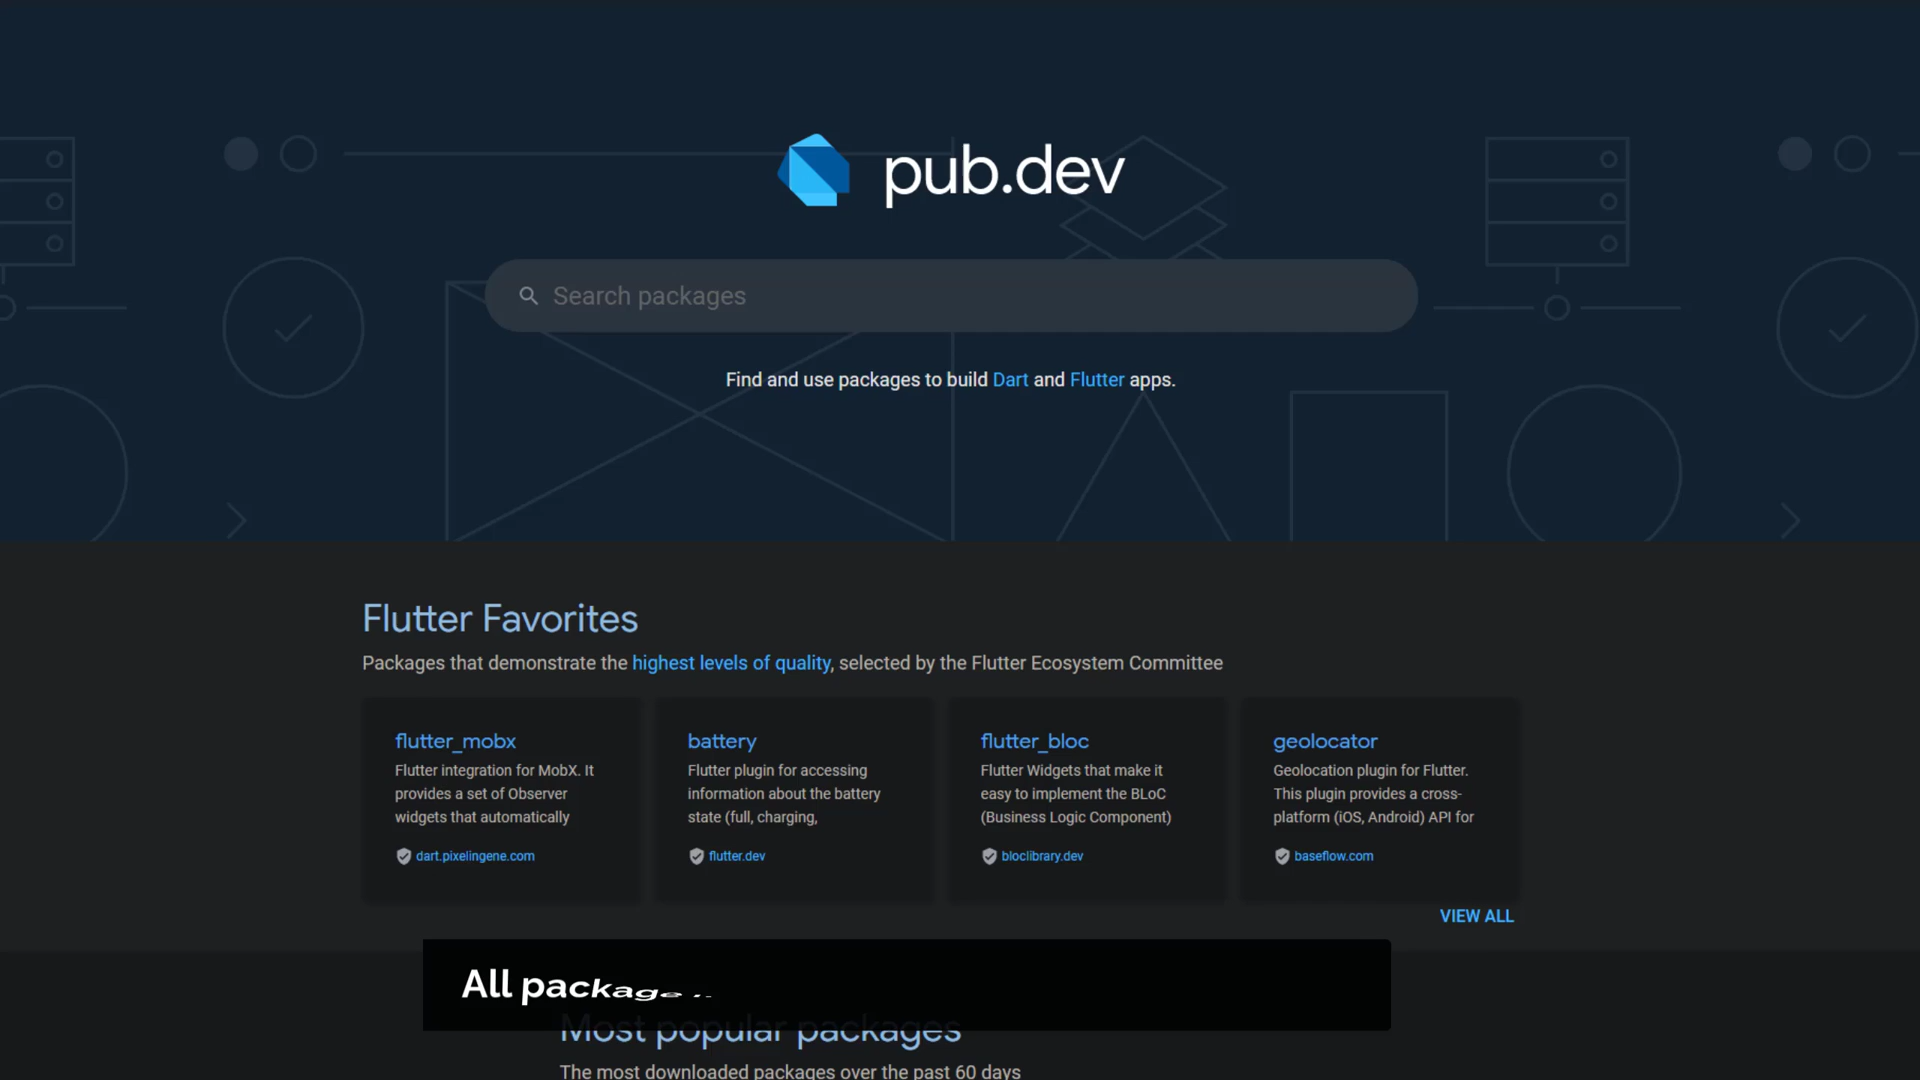 pub.dev
Search packages
Find and use packages to build Dart and Flutter apps.
Flutter Favorites
Packages that demonstrate the highest levels of quality, selected by the Flutter Ecosystem Committee
flutter_mobx
Flutter integration for MobX. It
provides a set of Observer
widgets that automatically
dart.pixelingene.com
battery
Flutter plugin for accessing
information about the battery
state (full, charging,
flutter.dev
flutter_bloc
Flutter Widgets that make it
easy to implement the BLoC
(Business Logic Component)
bloclibrary.dev
geolocator
Geolocation plugin for Flutter.
This plugin provides a cross-
platform (iOS, Android) API for
baseflow.com
VIEW ALL
All package
Most popular packages
The most downloaded packages over the past 60 days